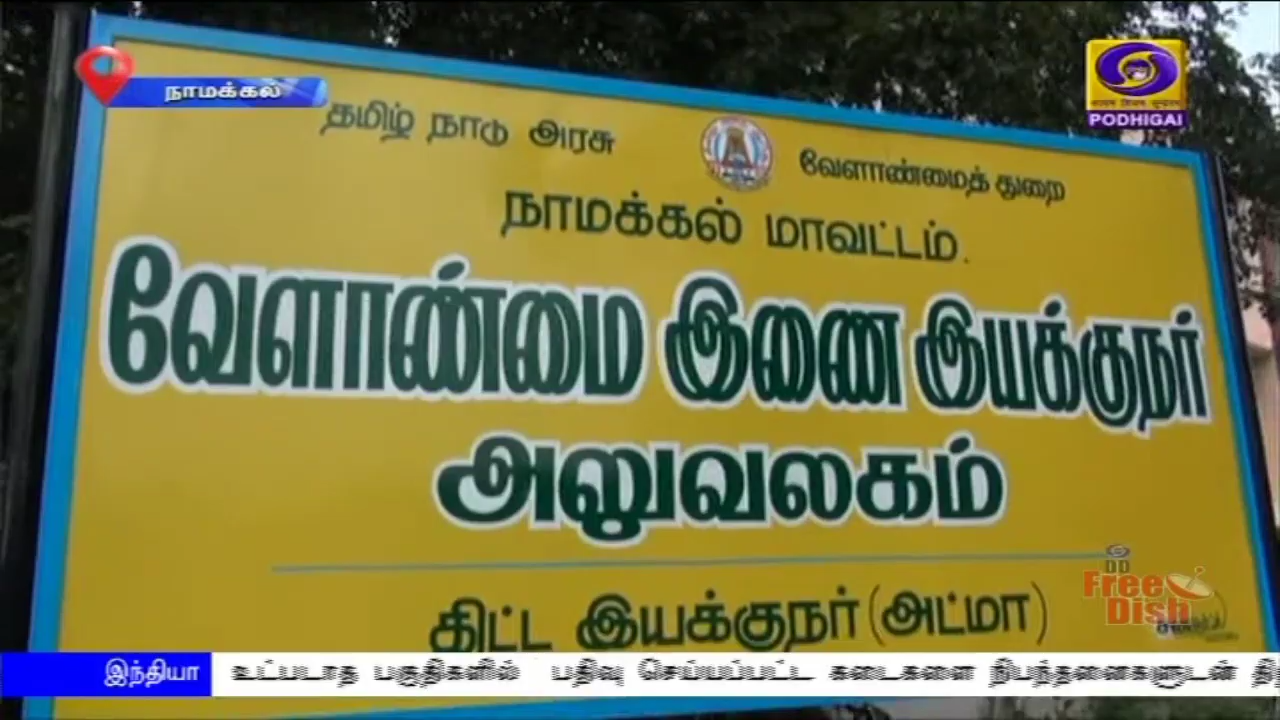 நாமக்கல்
PODHIGAI
தமிழ் நாடு அரசு வேளாண்மைத் துறை
நாமக்கல் மாவட்டம்.
வேளாண்மை இணை இயக்குநர்
அலுவலகம்
திட்ட இயக்குநர் (அட்மா)
DD
Free
Dish
இந்தியா உட்படாத பகுதிகளில் பதிவு செய்யப்பட்ட கடைகளை நிபந்தனைகளுடன்